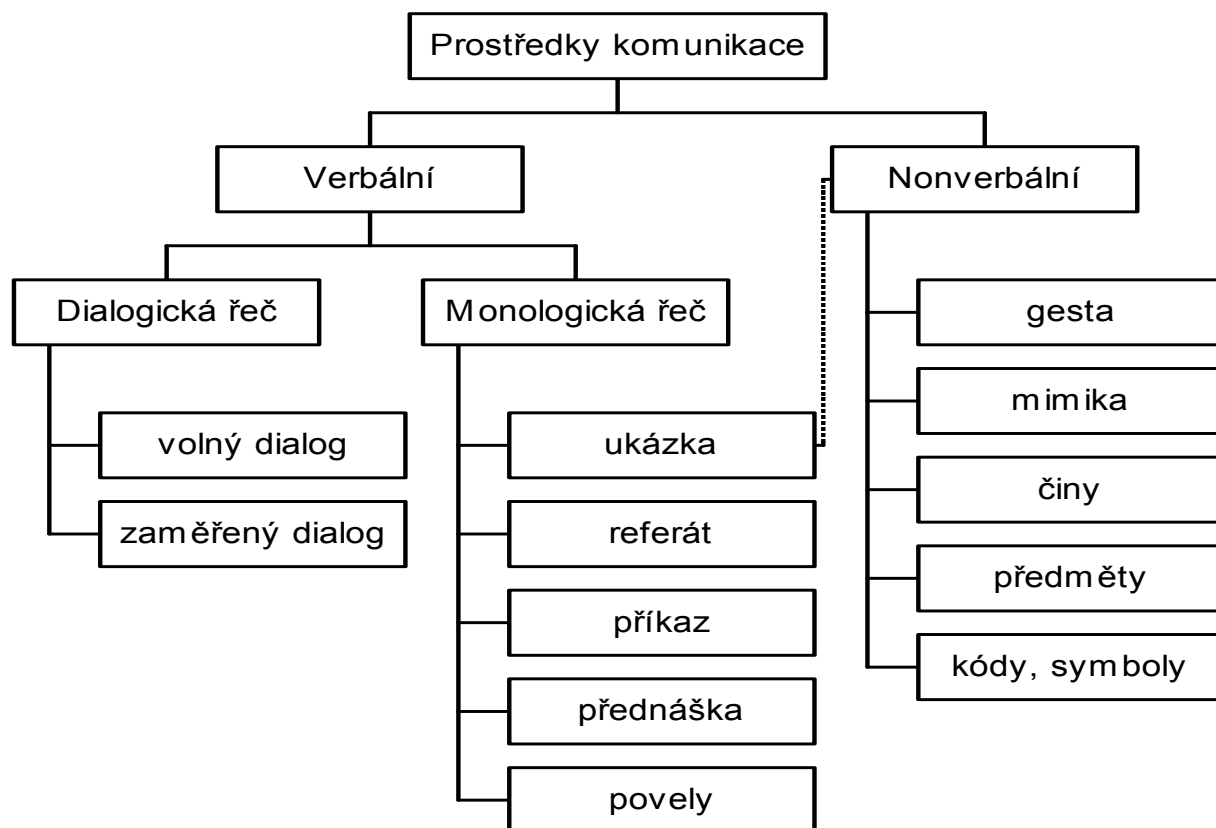 Prostředky komunikace
Verbální
Nonverbální
Dialogická řeč
Monologická řeč
volný dialog
zaměřený dialog
ukázka
referát
příkaz
přednáška
povely
gesta
mimika
činy
předměty
kódy, symboly